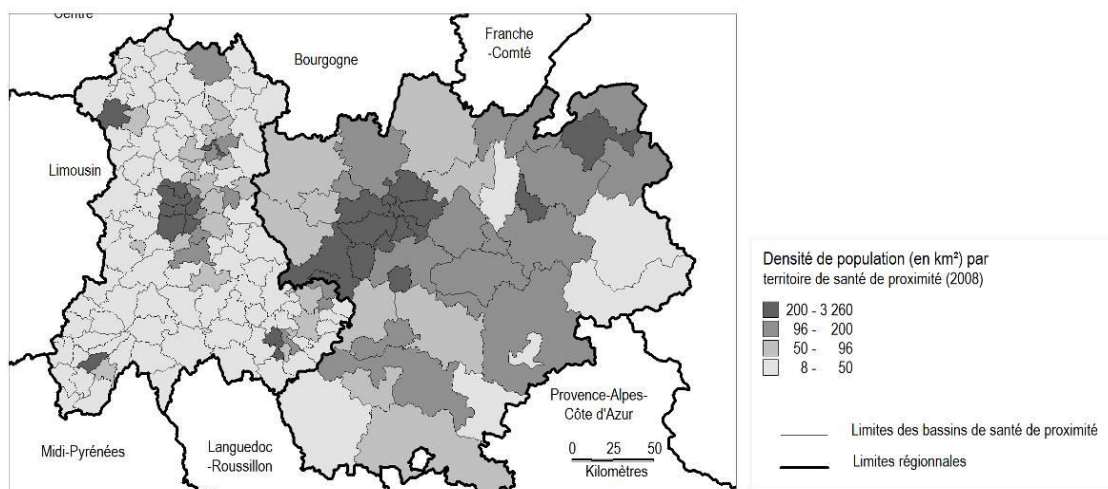 Centre
Franche
-Comté
Bourgogne
Limousin
Provence-Alpes-
Côte d'Azur
Midi-Pyrénées
Languedoc
-Roussillon
0 25 50
Kilomètres
Densité de population (en km²) par
territoire de santé de proximité (2008)
200 - 3 260
96 - 200
50 - 96
8 - 50
Limites des bassins de santé de proximité
Limites régionales